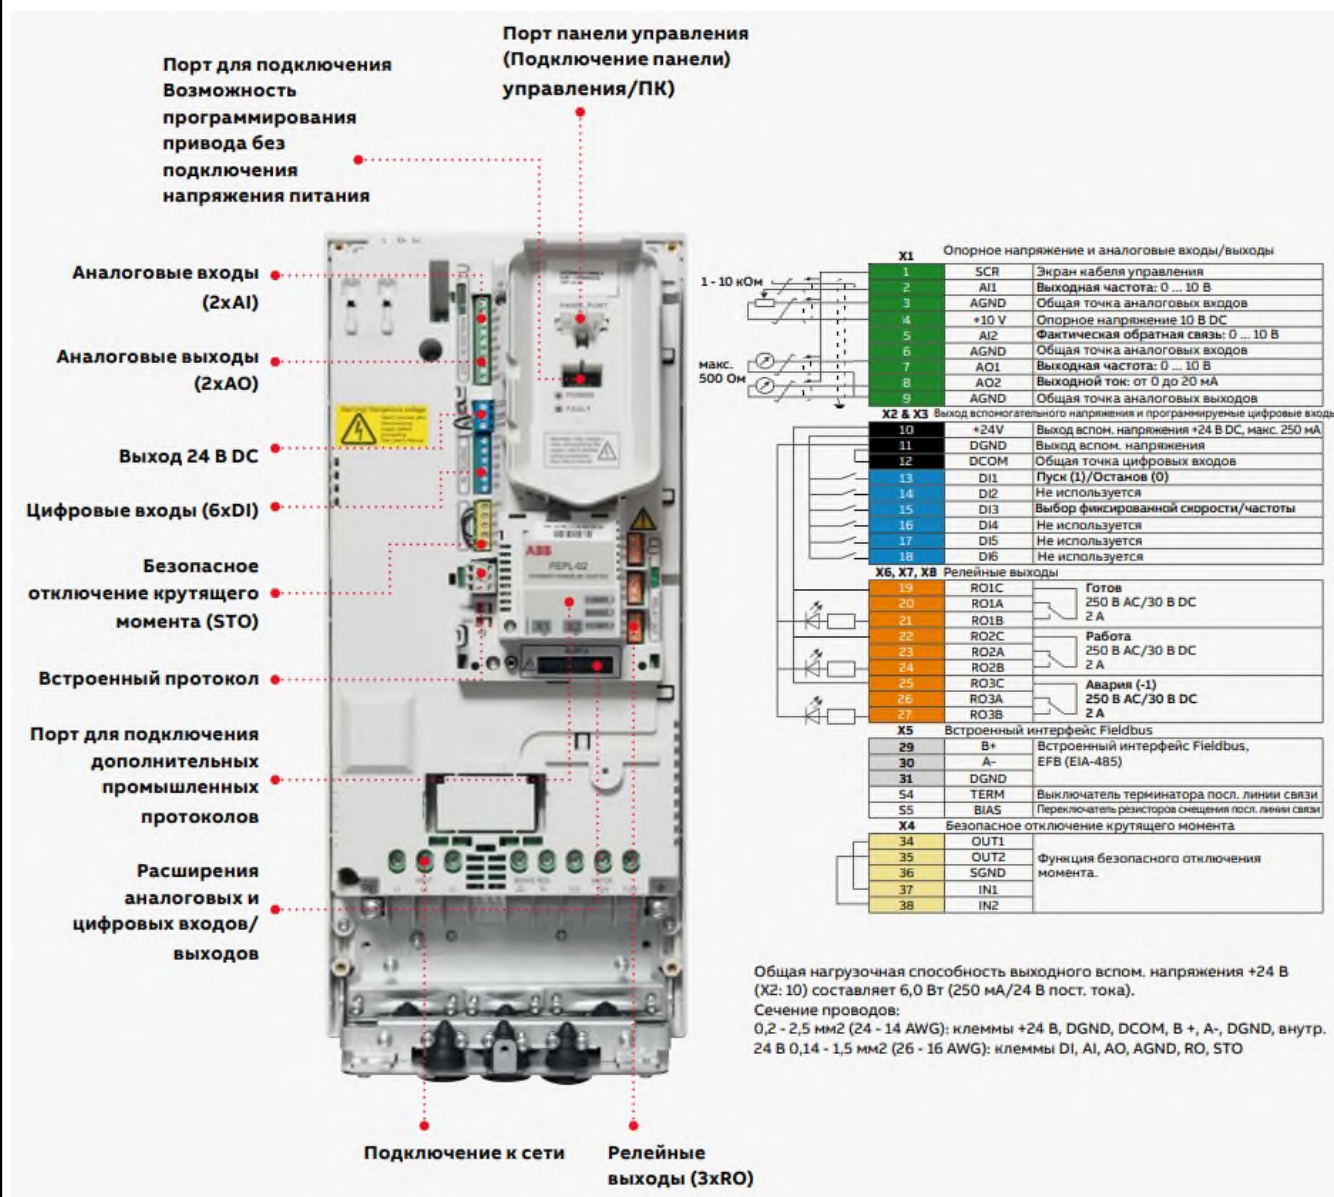 Порт панели управления
(Подключение панели)
управления/ПК)
Порт для подключения
Возможность
программирования
привода без
подключения
напряжения питания
Аналоговые входы
(2xAI)
Аналоговые выходы
(2xAO)
Выход 24 В DC
Цифровые входы (6xDI)
Безопасное
отключение крутящего
момента (STO)
Встроенный протокол
Порт для подключения
дополнительных
промышленных
протоколов
Расширения
аналоговых и
цифровых входов/
выходов
Подключение к сети
Релейные
выходы (3xRO)
PANEL PORT
POWER
FAULT
ABB
REPL-02
X1 Опорное напряжение и аналоговые входы/выходы
1 - 10 кОм
макс.
500 Ом
1 SCR Экран кабеля управления
2 AI1 Выходная частота: 0 ... 10 В
3 AGND Общая точка аналоговых входов
4 +10 V Опорное напряжение 10 В DC
5 AI2 Фактическая обратная связь: 0 ... 10 В
6 AGND Общая точка аналоговых входов
7 AO1 Выходная частота: 0 ... 10 В
8 AO2 Выходной ток: от 0 до 20 мА
9 AGND Общая точка аналоговых выходов
X2 & X3 Выход вспомогательного напряжения и программируемые цифровые входы
10 +24V Выход вспом. напряжения +24 В DC, макс. 250 мА
11 DGND Выход вспом. напряжения
12 DCOM Общая точка цифровых входов
13 DI1 Пуск (1)/Останов (0)
14 DI2 Не используется
15 DI3 Выбор фиксированной скорости/частоты
16 DI4 Не используется
17 DI5 Не используется
18 DI6 Не используется
X6, X7, X8 Релейные выходы
19 RO1C Готов
20 RO1A 250 В AC/30 В DC
21 RO1B 2 А
22 RO2C Работа
23 RO2A 250 В AC/30 В DC
24 RO2B 2 А
25 RO3C Авария (-1)
26 RO3A 250 В AC/30 В DC
27 RO3B 2 А
X5 Встроенный интерфейс Fieldbus
29 B+ Встроенный интерфейс Fieldbus,
30 A- EFB (EIA-485)
31 DGND
S4 TERM Выключатель терминатора посл. линии связи
S5 BIAS Переключатель резисторов смещения посл. линии связи
X4 Безопасное отключение крутящего момента
34 OUT1
35 OUT2 Функция безопасного отключения
36 SGND момента.
37 IN1
38 IN2
Общая нагрузочная способность выходного вспом. напряжения +24 В
(X2: 10) составляет 6,0 Вт (250 мА/24 В пост. тока).
Сечение проводов:
0,2 - 2,5 мм2 (24 - 14 AWG): клеммы +24 В, DGND, DCOM, B +, A-, DGND, внутр.
24 В 0,14 - 1,5 мм2 (26 - 16 AWG): клеммы DI, AI, AO, AGND, RO, STO